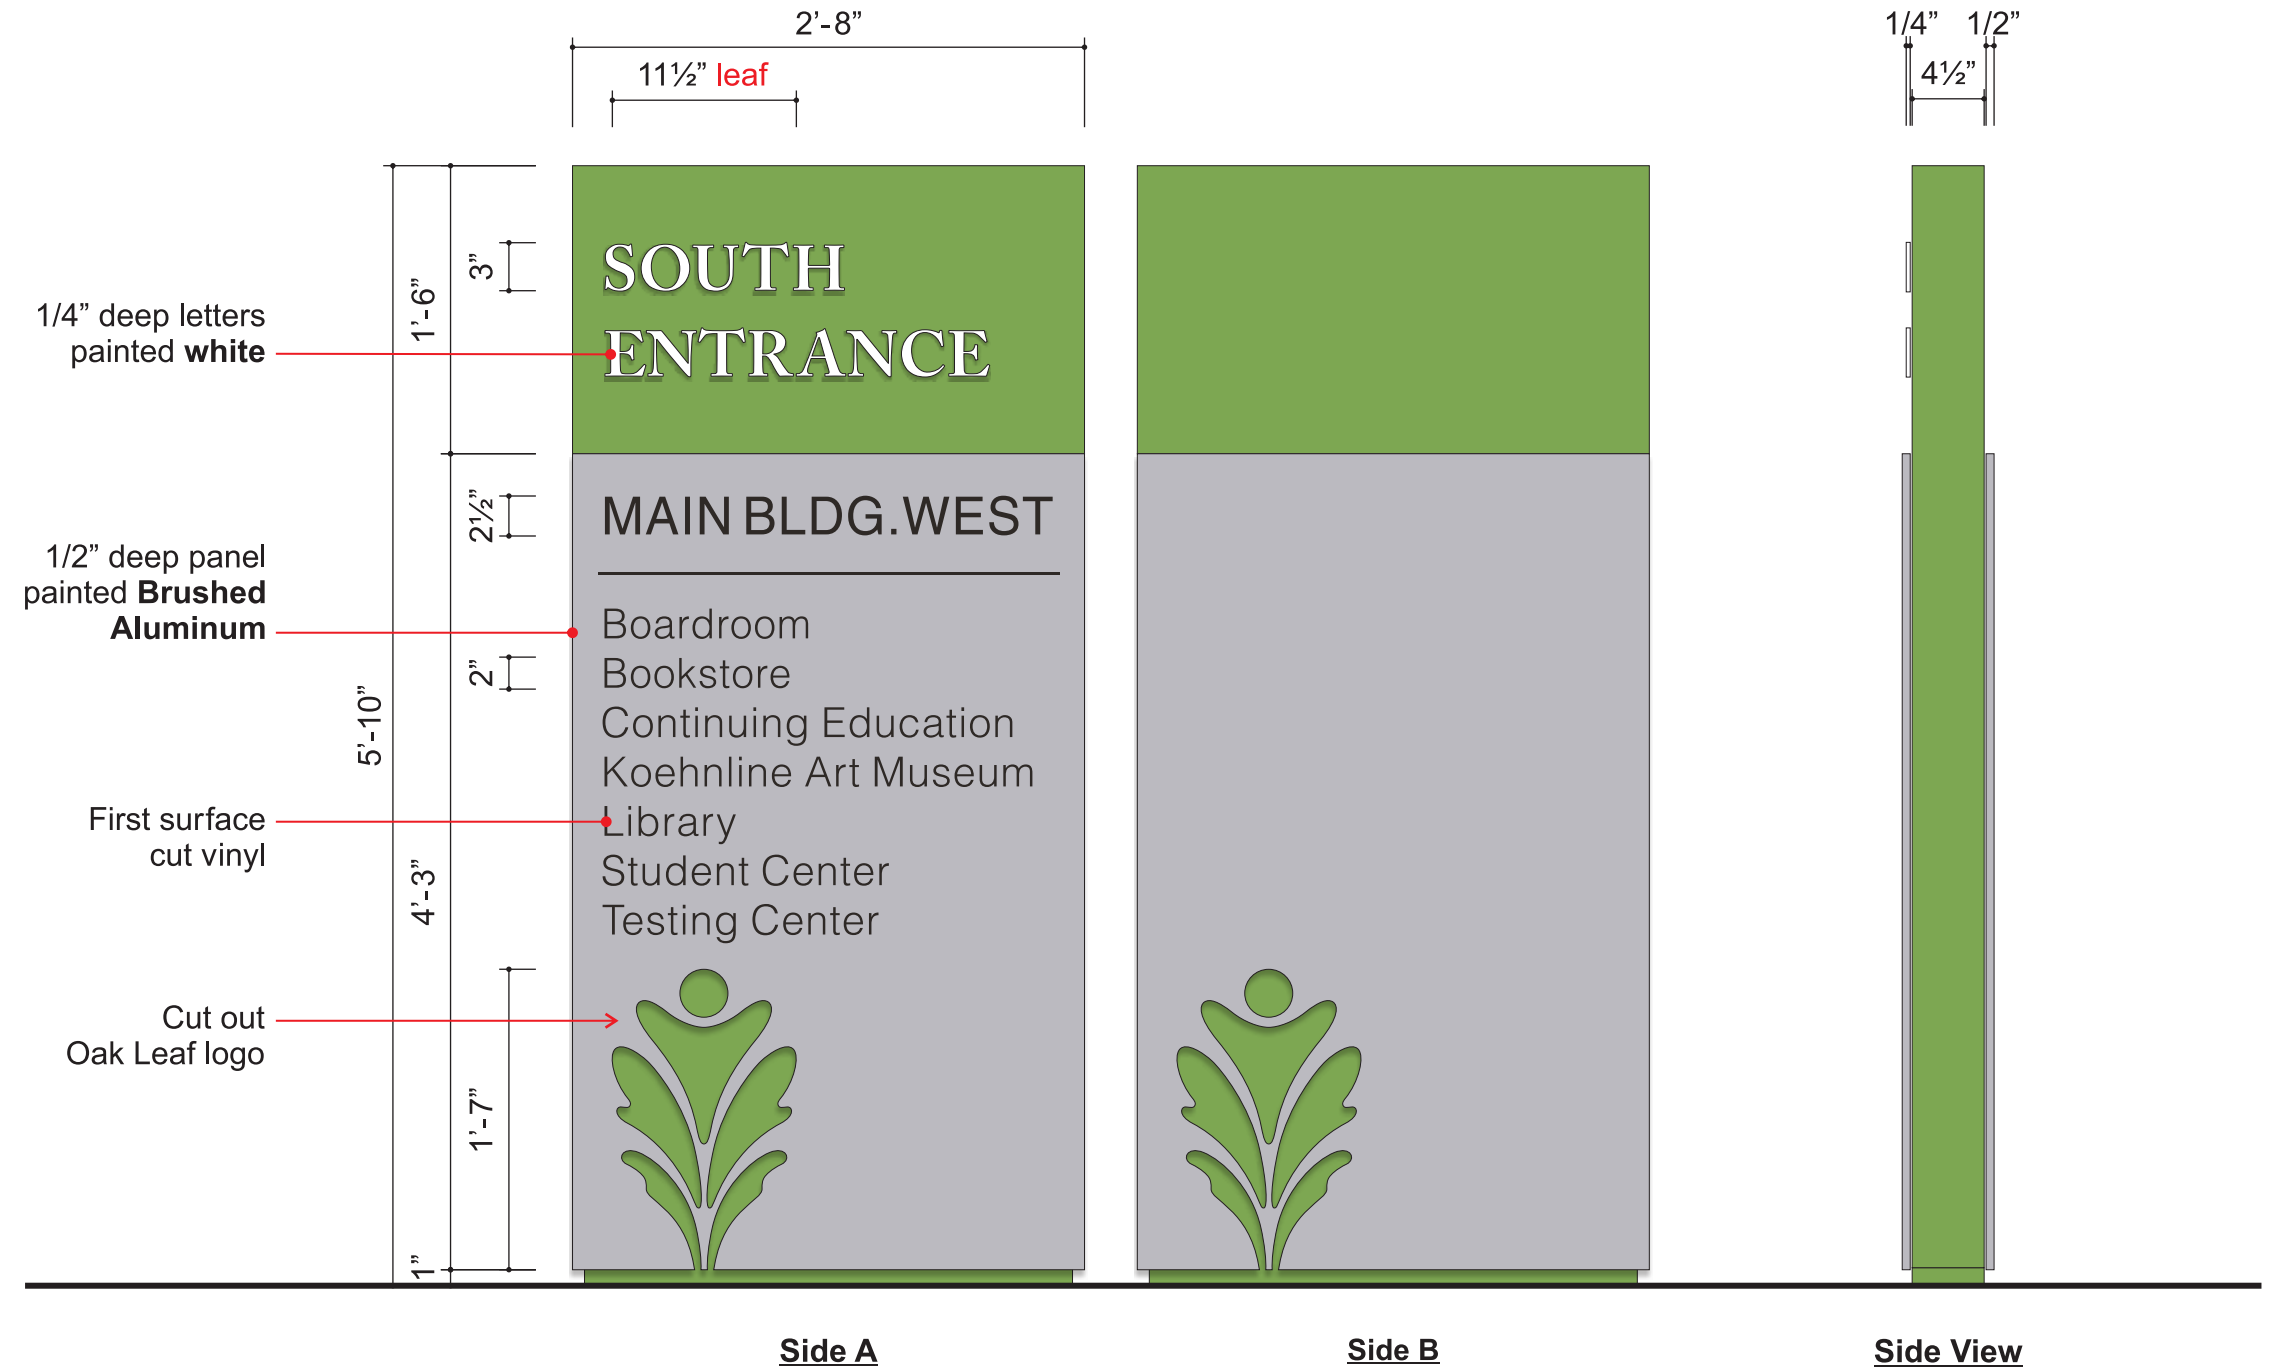 2’-8”
11½” leaf
1/4” 1/2”
4½”
SOUTH
ENTRANCE
3”
1’-6”
1/4” deep letters
painted white
MAIN BLDG. WEST
2½”
1/2” deep panel
painted Brushed
Aluminum
Boardroom
Bookstore
Continuing Education
Koehnline Art Museum
Library
Student Center
Testing Center
2”
5’-10”
First surface
cut vinyl
4’-3”
Cut out
Oak Leaf logo
1’-7”
1”
Side A
Side B
Side View